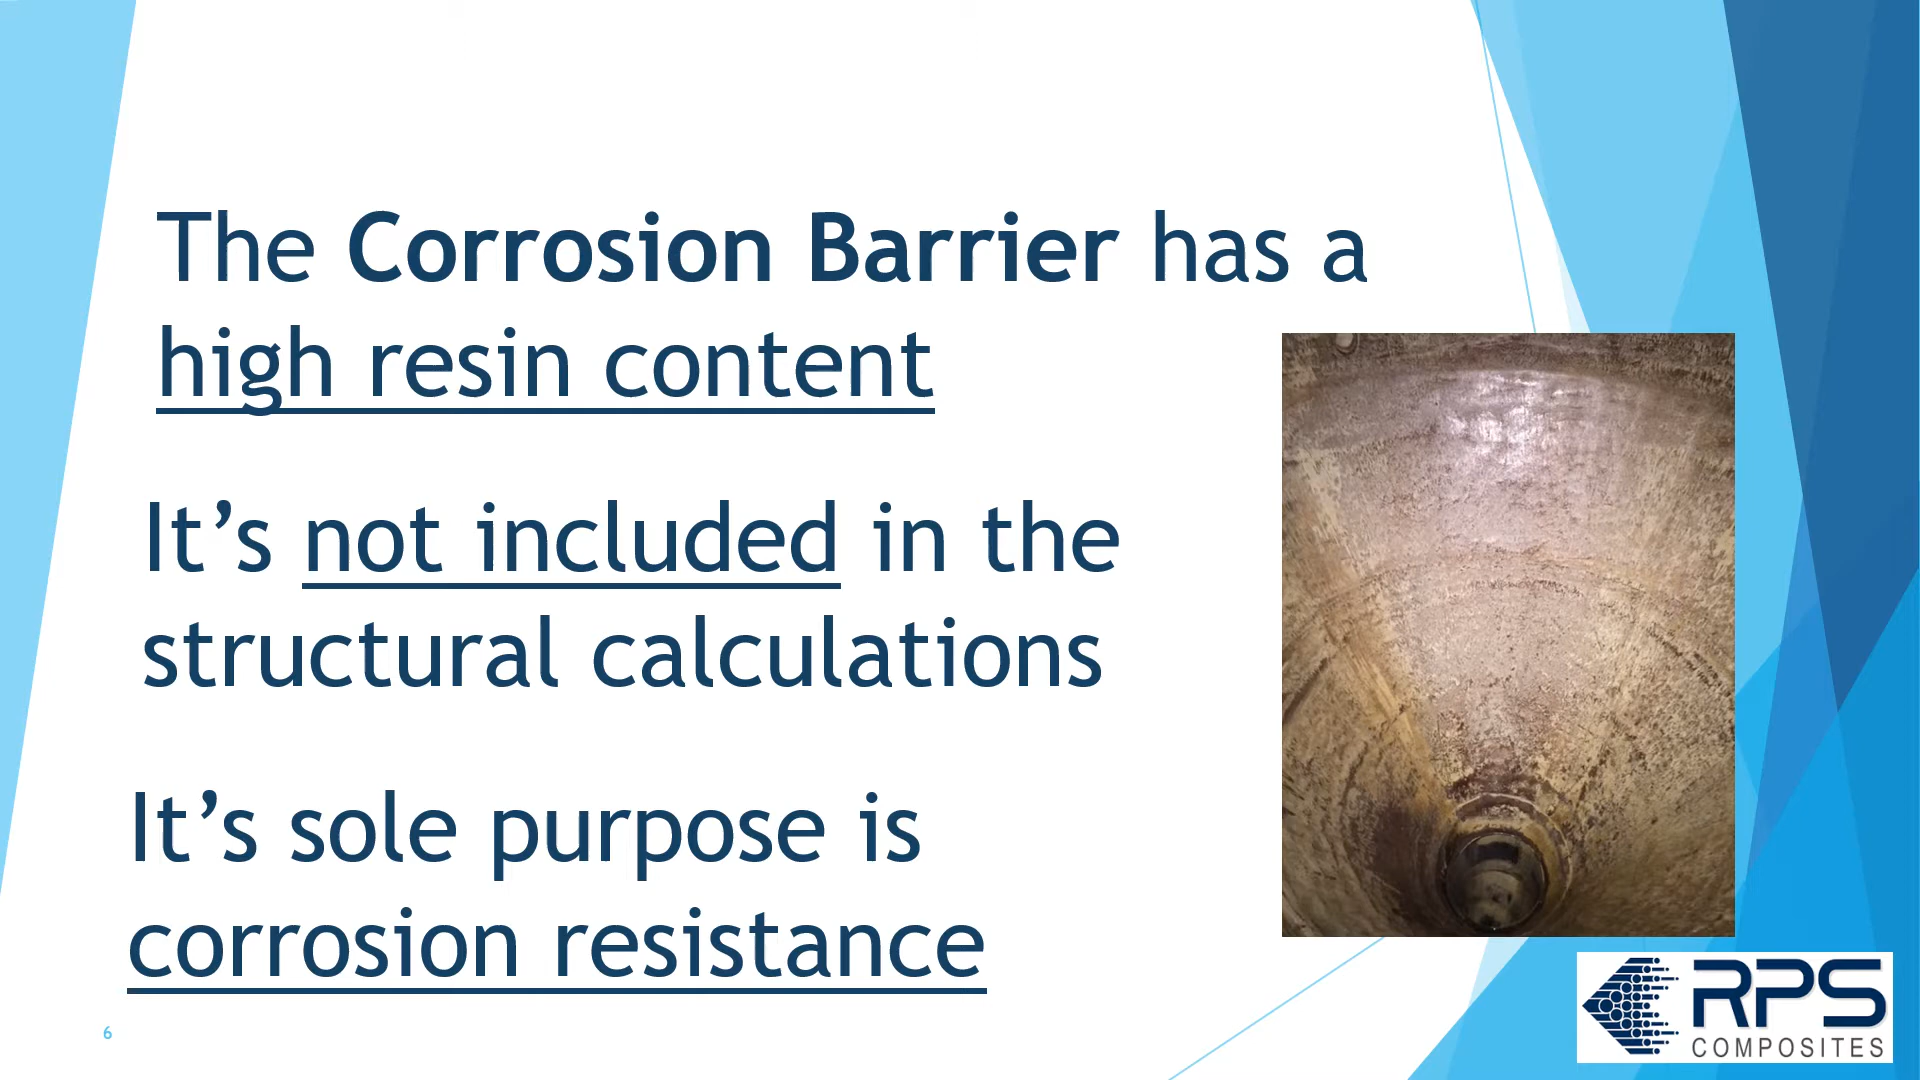 The Corrosion Barrier has a
high resin content
It’s not included in the
structural calculations
It’s sole purpose is
corrosion resistance
6
RPS
COMPOSITES